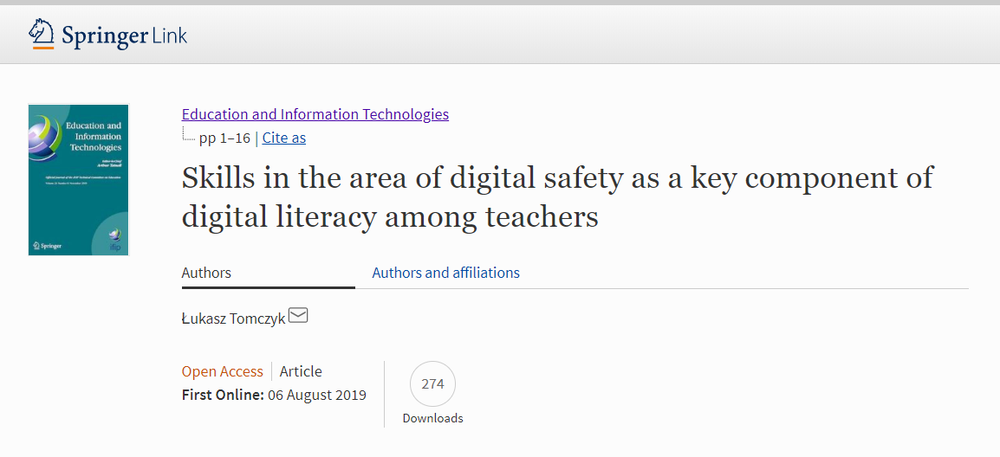 Springer Link
Education and
Information
Technologies
Springer
ifip
Education and Information Technologies
pp 1–16 | Cite as
Skills in the area of digital safety as a key component of
digital literacy among teachers
Authors
Authors and affiliations
Łukasz Tomczyk
Open Access
Article
First Online: 06 August 2019
274
Downloads